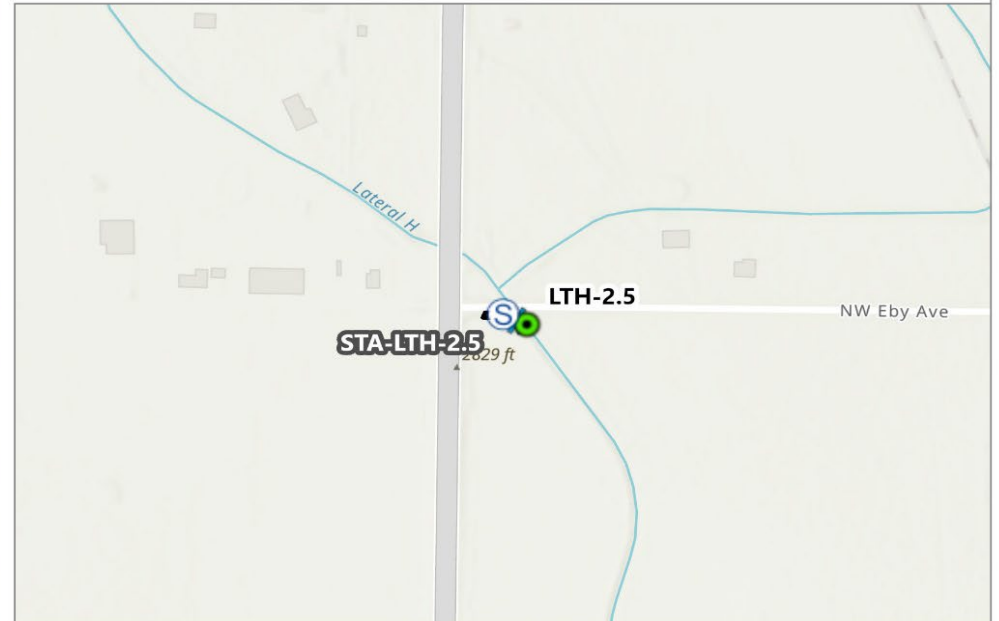 Lateral H
LTH-2.5
S
NW Eby Ave
STA-LTH-2.5
2829 ft